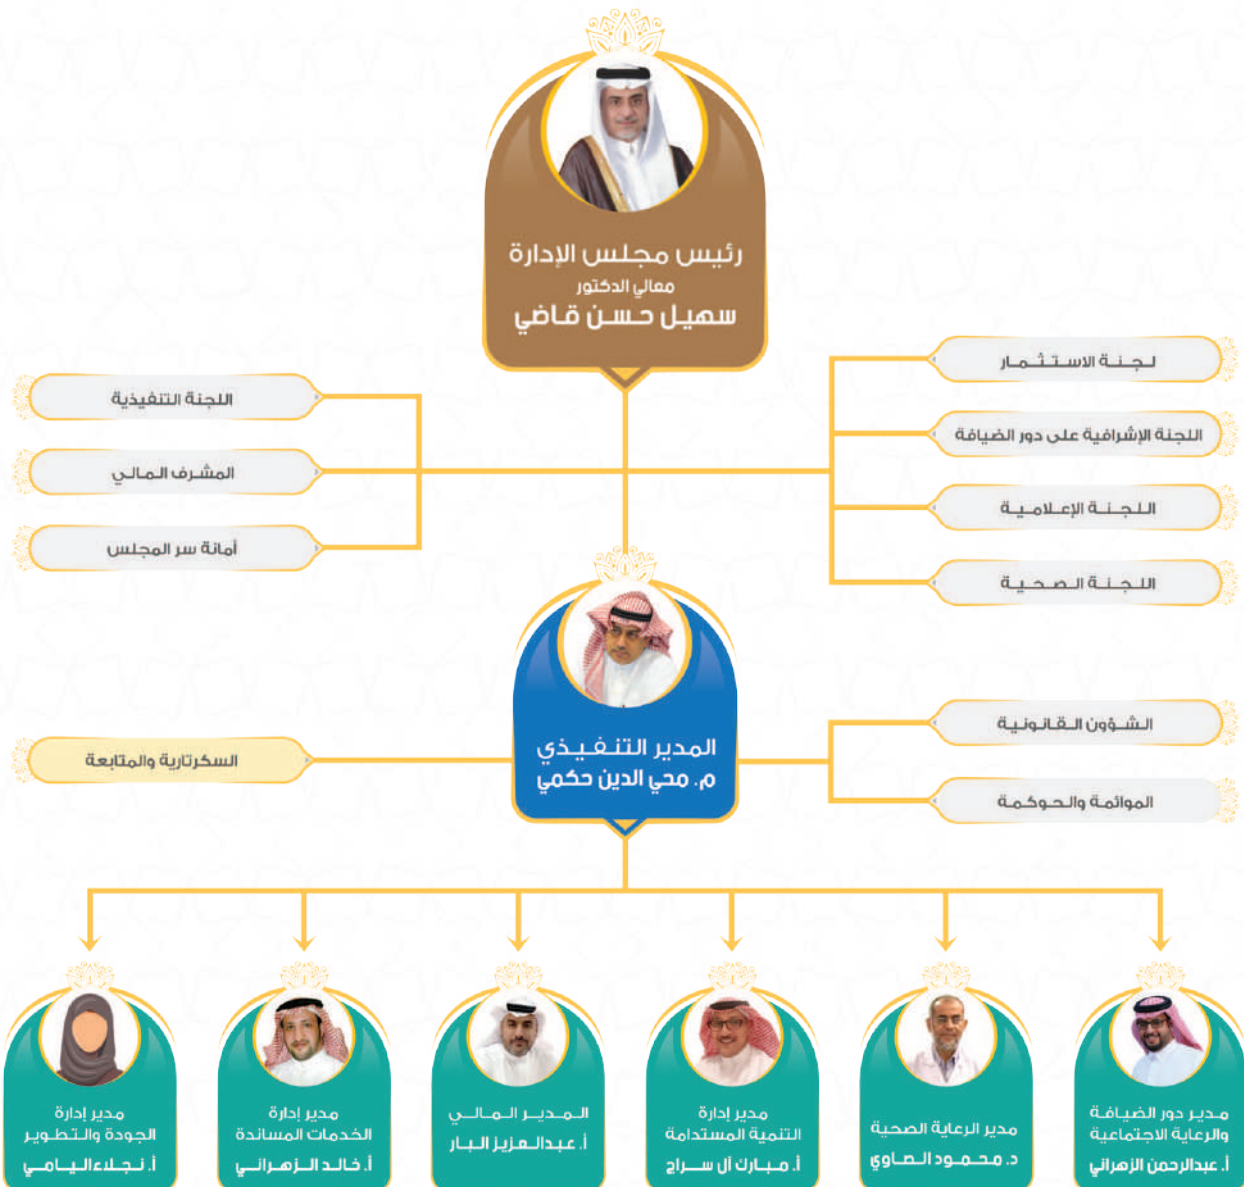 رئيس مجلس الإدارة
معالي الدكتور
سهيل حسن قاضي
لجنة الاستثمار
اللجنة الإشرافية على دور الضيافة
اللجنة الإعلامية
اللجنة الصحية
اللجنة التنفيذية
المشرف المالي
أمانة سر المجلس
المدير التنفيذي
م. محي الدين حكمي
الشؤون القانونية
الموائمة والحوكمة
السكرتارية والمتابعة
مدير دور الضيافة
والرعاية الاجتماعية
أ. عبدالرحمن الزهراني
مدير الرعاية الصحية
د. محمود الصاوي
مدير إدارة
التنمية المستدامة
أ. مبارك آل سراج
المدير المالي
أ. عبدالعزيز البار
مدير إدارة
الخدمات المساندة
أ. خالد الزهراني
مدير إدارة
الجودة والتطوير
أ. نجلاء اليامي